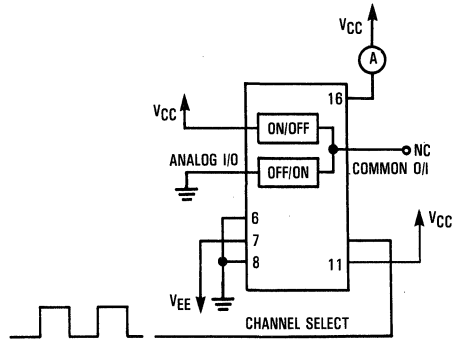 VCC
A
16
VCC
ON/OFF
NC
ANALOG I/O
OFF/ON
COMMON O/I
6
VCC
7
8
11
VEE
CHANNEL SELECT